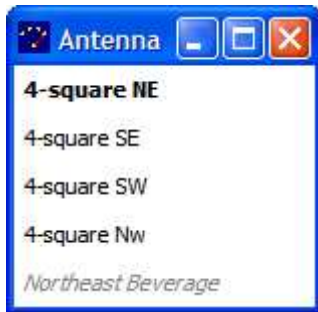 Antenna
4-square NE
4-square SE
4-square SW
4-square Nw
Northeast Beverage